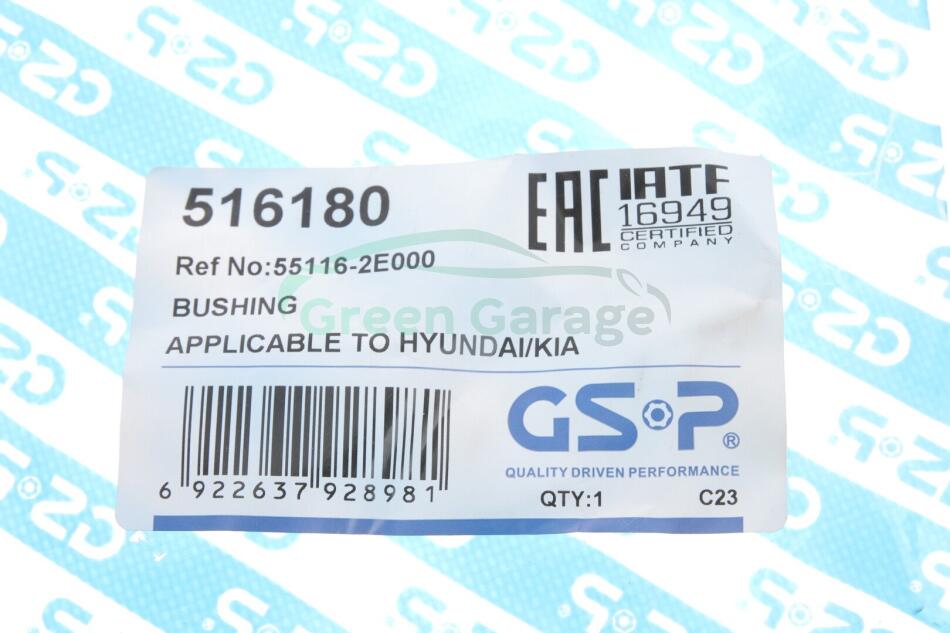 516180
EAC
IATF
16949
CERTIFIED
COMPANY
Ref No:55116-2E000
BUSHING
Green Garage
APPLICABLE TO HYUNDAI/KIA
GSP®
QUALITY DRIVEN PERFORMANCE
6 922637 928981
QTY:1 C23